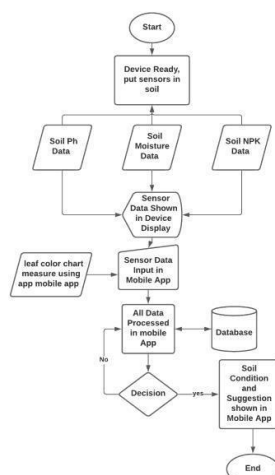 Start
Device Ready,
put sensors in
soil
Soil Ph
Data
Soil
Moisture
Data
Soil NPK
Data
Sensor
Data Shown
in Device
Display
leaf color chart
measure using
app mobile app
Sensor Data
Input in
Mobile App
All Data
Processed
in mobile
App
Database
No
Decision
yes
Soil
Condition
and
Suggestion
shown in
Mobile App
End